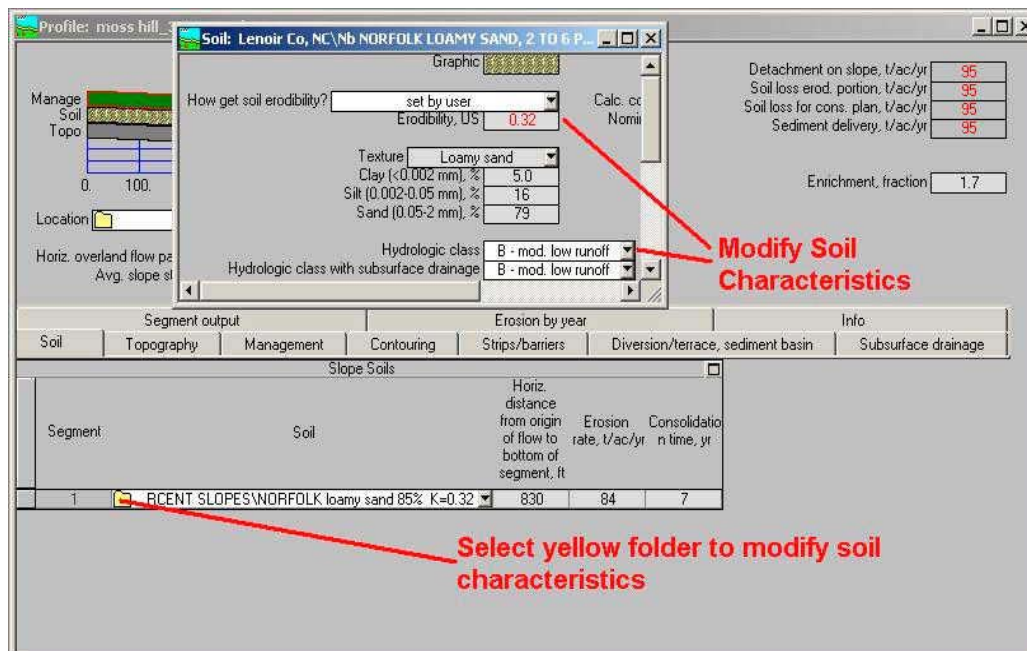 Profile: moss hill_
Soil: Lenoir Co, NC\Nb NORFOLK LOAMY SAND, 2 TO 6 P...
Graphic
How get soil erodibility? set by user
Calc. cc
Erodibility, US 0.32
Nomi
Texture Loamy sand
Clay (<0.002 mm), % 5.0
Silt (0.002-0.05 mm), % 16
Sand (0.05-2 mm), % 79
Hydrologic class B - mod. low runoff
Hydrologic class with subsurface drainage B - mod. low runoff
Manage
Soil
Topo
0. 100.
Location
Horiz. overland flow pa
Avg. slope s
Detachment on slope, t/ac/yr 95
Soil loss erod. portion, t/ac/yr 95
Soil loss for cons. plan, t/ac/yr 95
Sediment delivery, t/ac/yr 95
Enrichment, fraction 1.7
Modify Soil
Characteristics
Segment output Erosion by year Info
Soil Topography Management Contouring Strips/barriers Diversion/terrace, sediment basin Subsurface drainage
Slope Soils
Segment
Soil
Horiz.
distance
from origin
of flow to
bottom of
segment, ft
Erosion
rate, t/ac/yr
Consolidatio
n time, yr
1 RCENT SLOPES\NORFOLK loamy sand 85% K=0.32 830 84 7
Select yellow folder to modify soil
characteristics